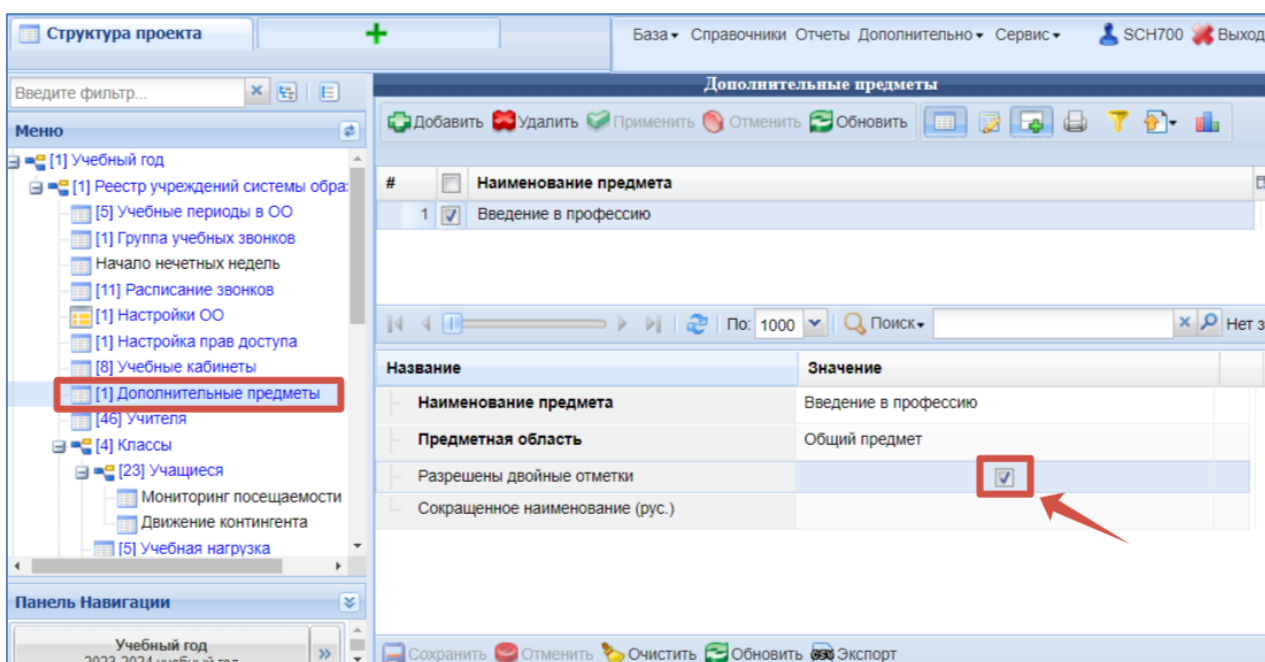 Структура проекта
База Справочники Отчеты Дополнительно Сервис SCH700 Выход
Введите фильтр...
Дополнительные предметы
Меню
Добавить Удалить Применить Отменить Обновить
[1] Учебный год
[1] Реестр учреждений системы обра
[5] Учебные периоды в ОО
[1] Группа учебных звонков
Начало нечетных недель
[11] Расписание звонков
[1] Настройки ОО
[1] Настройка прав доступа
[8] Учебные кабинеты
[1] Дополнительные предметы
[46] Учителя
[4] Классы
[23] Учащиеся
Мониторинг посещаемости
Движение контингента
[5] Учебная нагрузка
# Наименование предмета
1 Введение в профессию
По: 1000 Поиск Нет з
Название Значение
Наименование предмета Введение в профессию
Предметная область Общий предмет
Разрешены двойные отметки
Сокращенное наименование (рус.)
Панель Навигации
Учебный год
2023-2024 учебный год
Сохранить Отменить Очистить Обновить CSV Экспорт